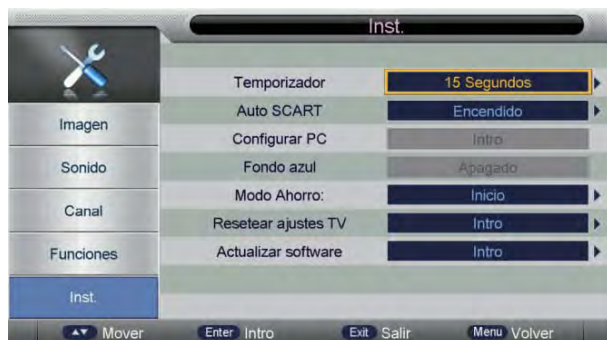 Inst.
Temporizador 15 Segundos
Auto SCART Encendido
Configurar PC Intro
Fondo azul Apagado
Modo Ahorro: Inicio
Resetear ajustes TV Intro
Actualizar software Intro
Imagen
Sonido
Canal
Funciones
Inst.
Mover Enter Intro Exit Salir Menu Volver